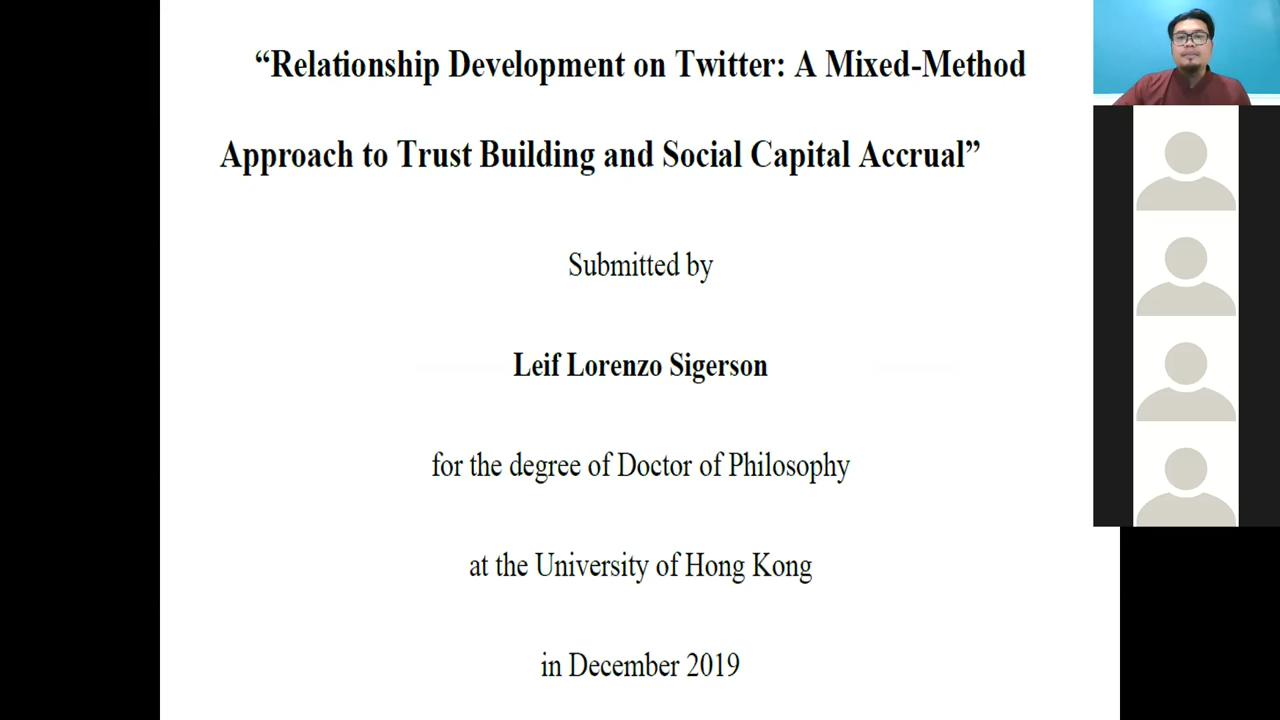 “Relationship Development on Twitter: A Mixed-Method
Approach to Trust Building and Social Capital Accrual”
Submitted by
Leif Lorenzo Sigerson
for the degree of Doctor of Philosophy
at the University of Hong Kong
in December 2019